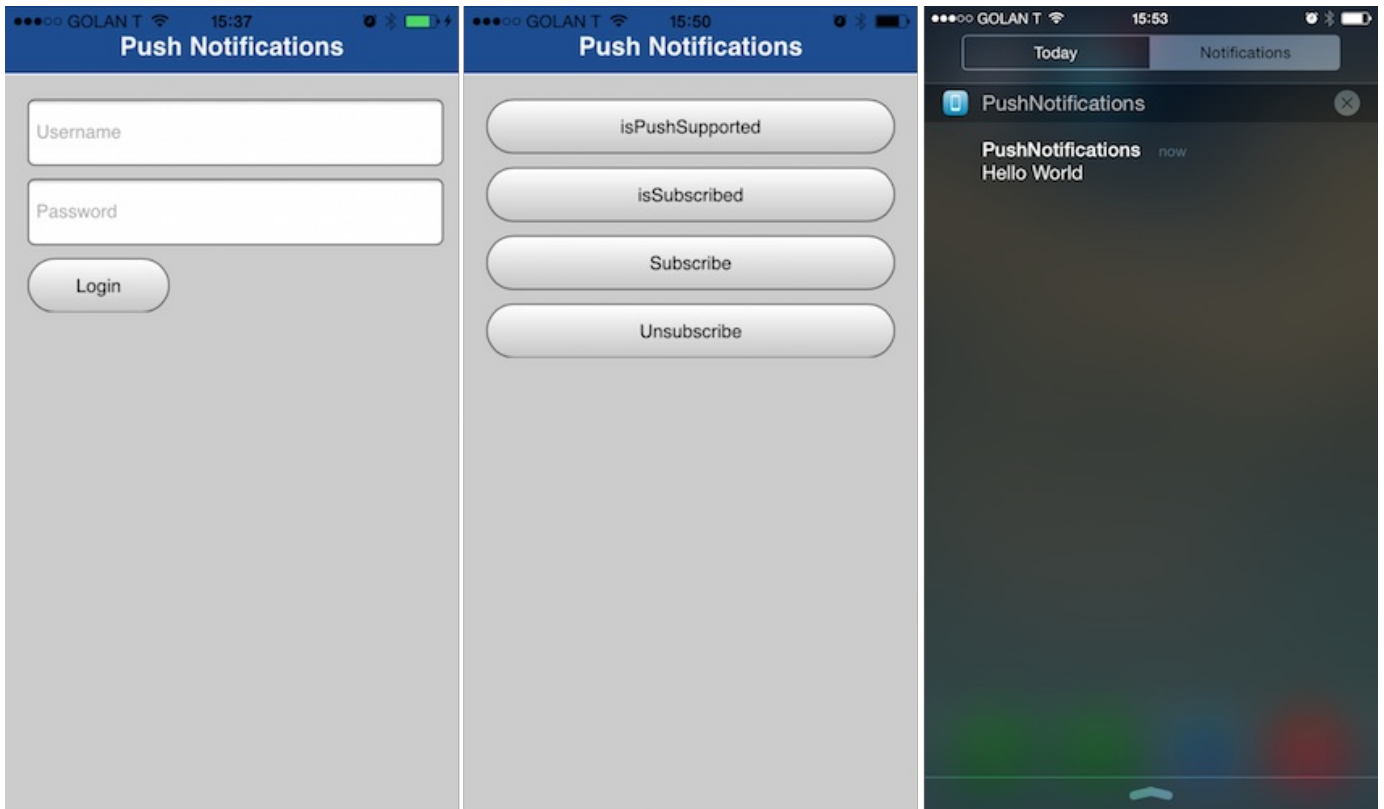 GOLAN T 15:37
Push Notifications
Username
Password
Login
GOLAN T 15:50
Push Notifications
isPushSupported
isSubscribed
Subscribe
Unsubscribe
GOLAN T 15:53
Today Notifications
PushNotifications
PushNotifications now
Hello World